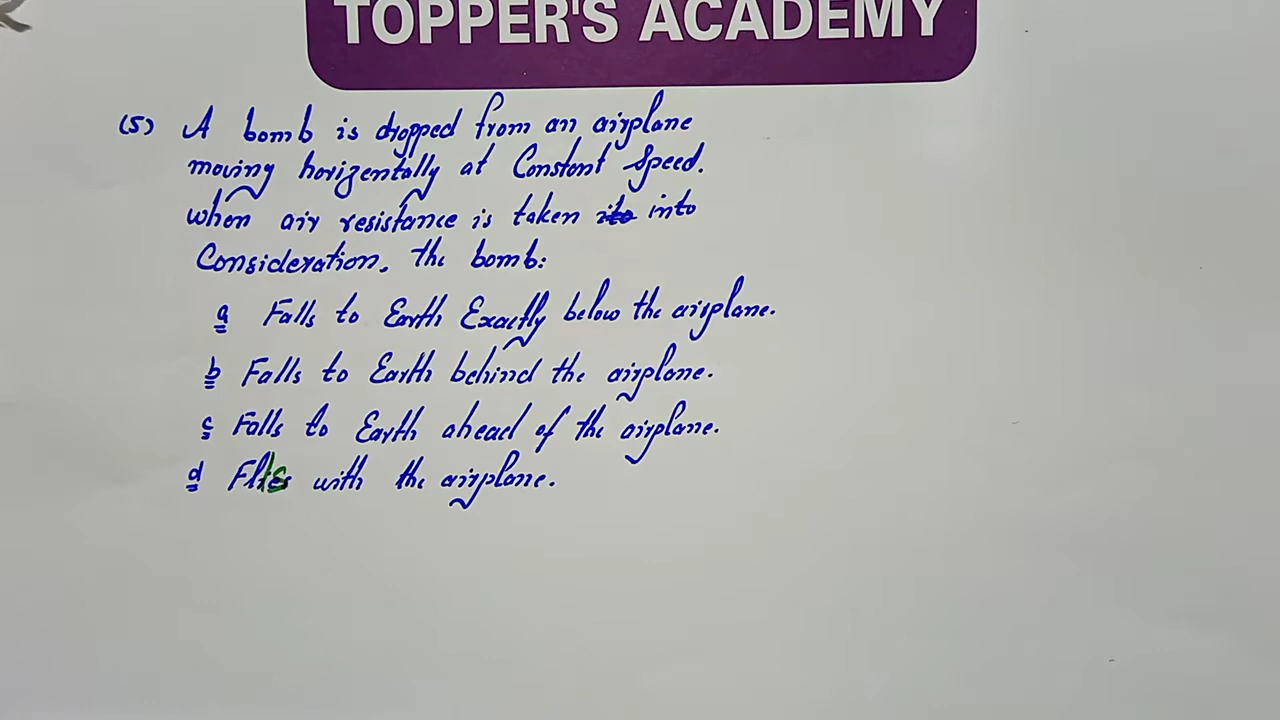 TOPPER'S ACADEMY
(5) A bomb is dropped from an airplane
moving horizentally at Constant Speed.
when air resistance is taken ito into
Consideration, the bomb:
a Falls to Earth Exactly below the airplane.
b Falls to Earth behind the airplane.
c Falls to Earth ahead of the airplane.
d Flies with the airplane.